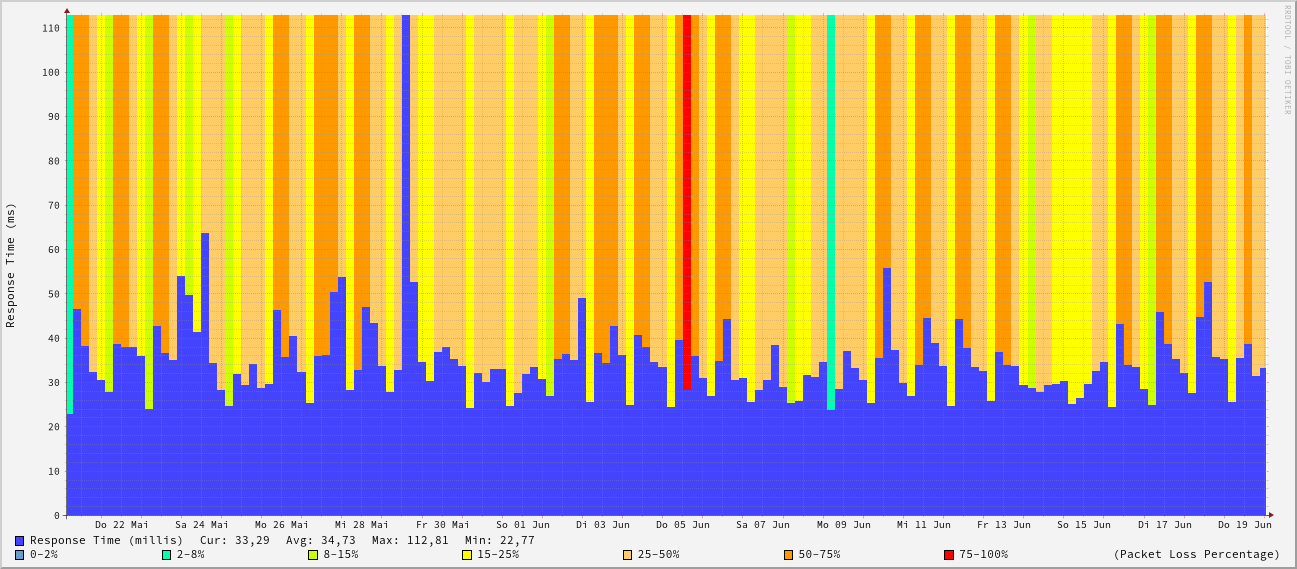 RRDTOOL / TOBI OETIKER
Response Time (ms)
110
100
90
80
70
60
50
40
30
20
10
0
Do 22 Mai Sa 24 Mai Mo 26 Mai Mi 28 Mai Fr 30 Mai So 01 Jun Di 03 Jun Do 05 Jun Sa 07 Jun Mo 09 Jun Mi 11 Jun Fr 13 Jun So 15 Jun Di 17 Jun Do 19 Jun
Response Time (millis) Cur: 33,29 Avg: 34,73 Max: 112,81 Min: 22,77
0-2% 2-8% 8-15% 15-25% 25-50% 50-75% 75-100% (Packet Loss Percentage)